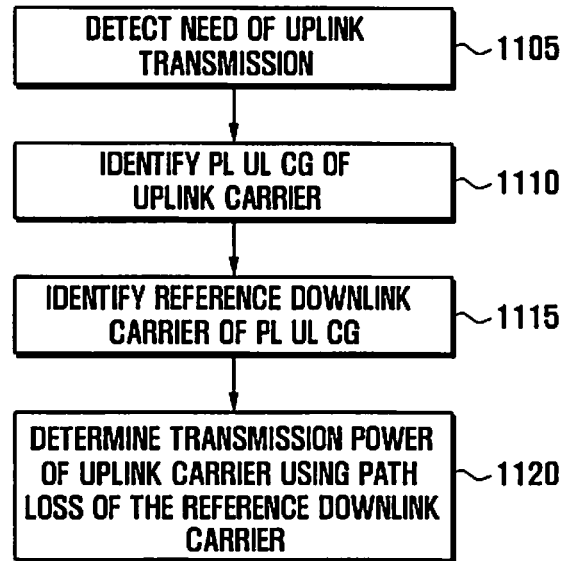 DETECT NEED OF UPLINK
TRANSMISSION
1105
IDENTIFY PL UL CG OF
UPLINK CARRIER
1110
IDENTIFY REFERENCE DOWNLINK
CARRIER OF PL UL CG
1115
DETERMINE TRANSMISSION POWER
OF UPLINK CARRIER USING PATH
LOSS OF THE REFERENCE DOWNLINK
CARRIER
1120